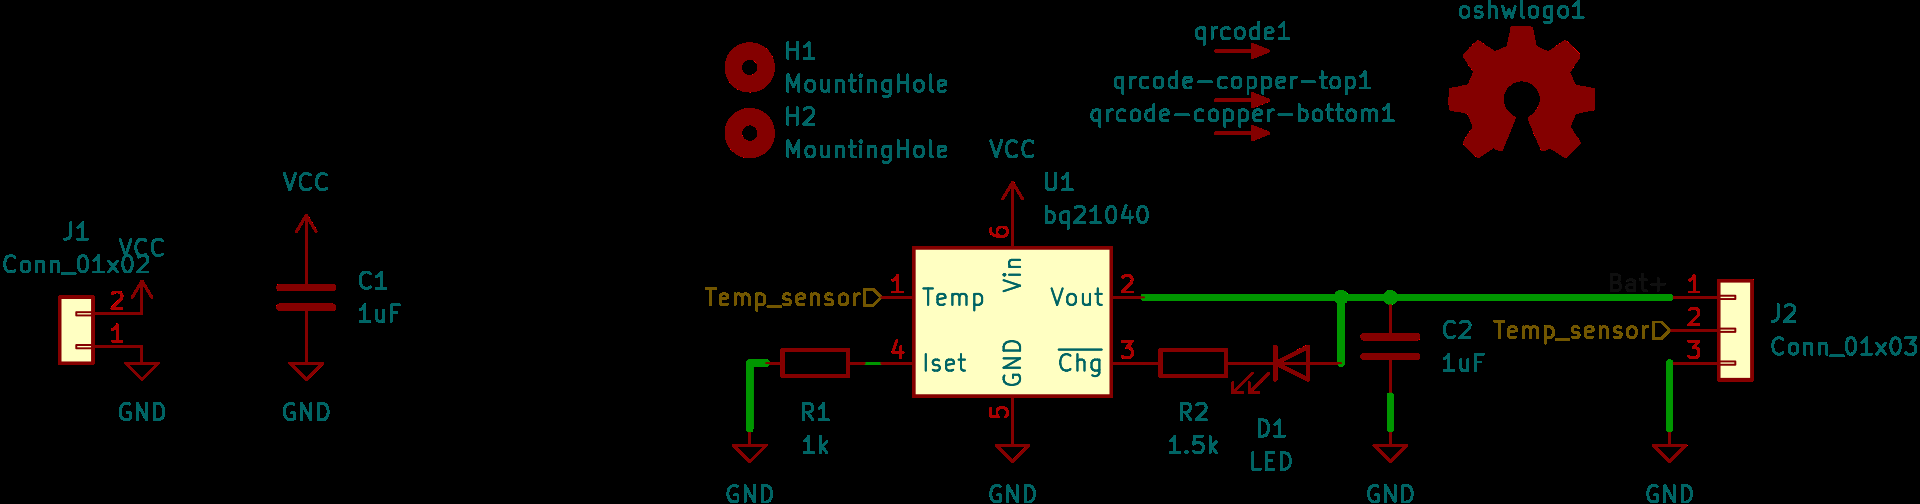 oshwlogo1
qrcode1
H1
MountingHole
qrcode-copper-top1
H2
qrcode-copper-bottom1
MountingHole
VCC
J1
VCC
Conn_01x02
2
1
GND
VCC
C1
1uF
GND
U1
bq21040
6
Vin
Temp_sensor
1
Temp
Vout
2
4
Iset
GND
Chg
3
5
R1
1k
GND
GND
R2
1.5k
D1
LED
C2
1uF
GND
Bat+
Temp_sensor
1
2
3
J2
Conn_01x03
GND